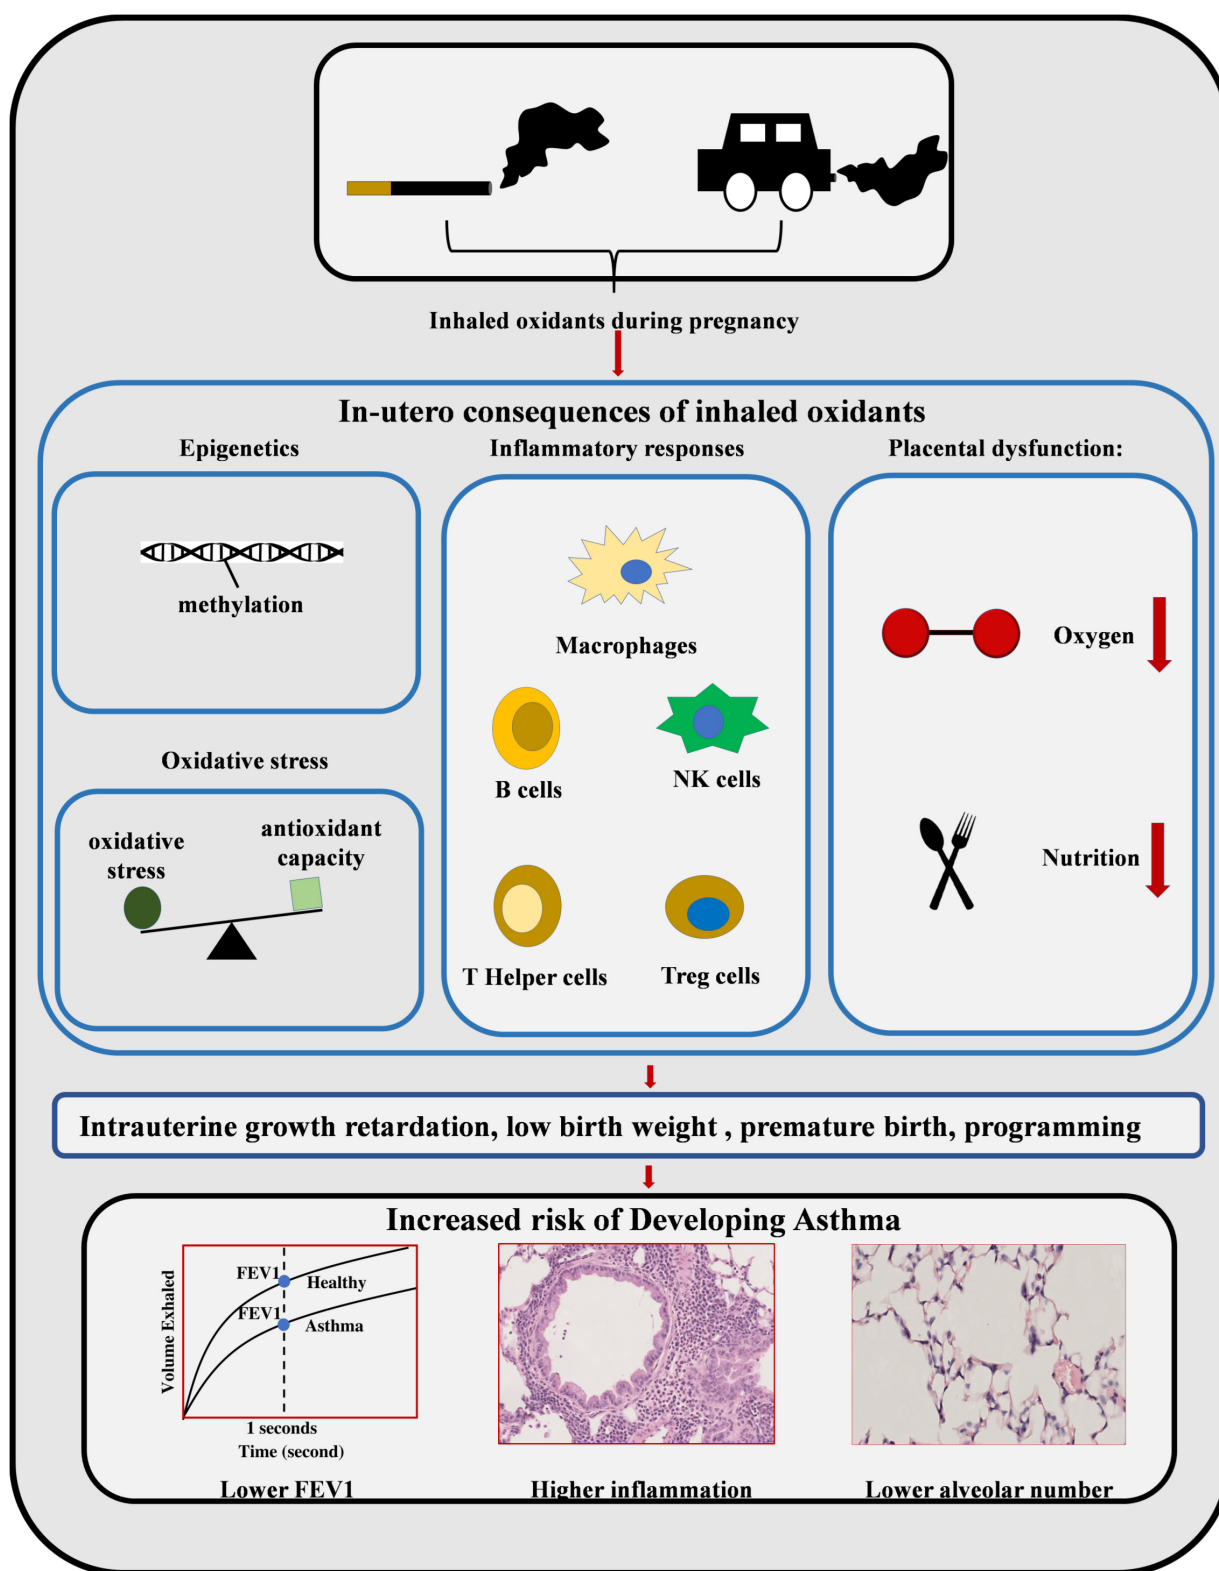 Inhaled oxidants during pregnancy
In-utero consequences of inhaled oxidants
Epigenetics
methylation
Oxidative stress
oxidative
stress
antioxidant
capacity
Inflammatory responses
Macrophages
B cells
NK cells
T Helper cells
Treg cells
Placental dysfunction:
Oxygen
Nutrition
Intrauterine growth retardation, low birth weight , premature birth, programming
Increased risk of Developing Asthma
Volume Exhaled
FEV1
Healthy
FEV1
Asthma
1 seconds
Time (second)
Lower FEV1
Higher inflammation
Lower alveolar number